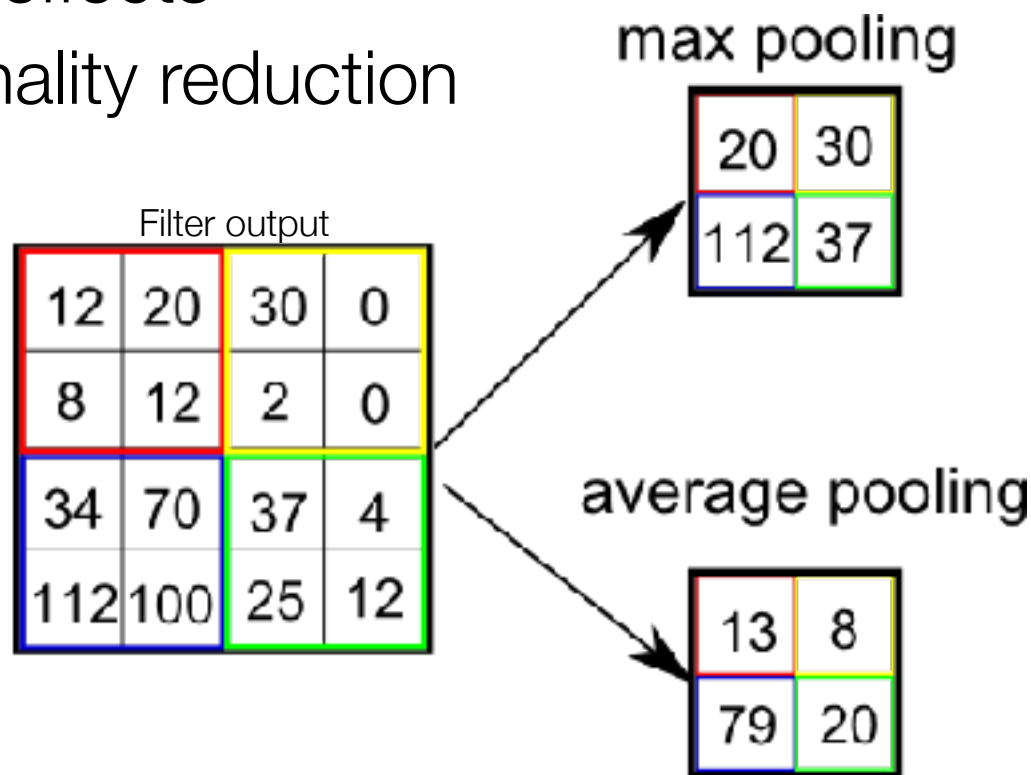 nality reduction
max pooling
20 30
112 37
Filter output
12 20 30 0
8 12 2 0
34 70 37 4
112 100 25 12
average pooling
13 8
79 20